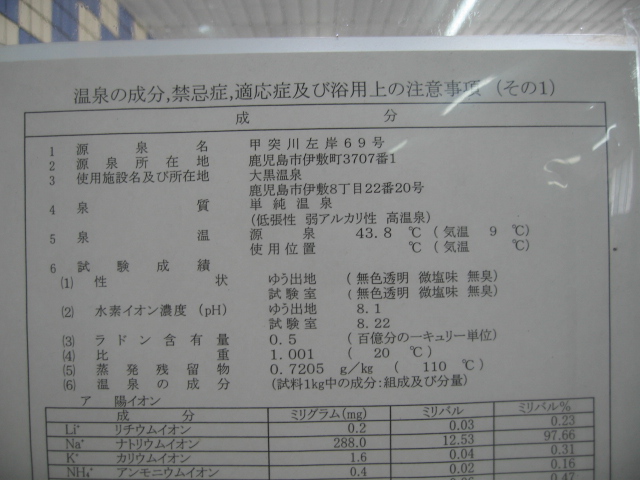 温泉の成分,禁忌症,適応症及び浴用上の注意事項 (その1)
成 分
1 源泉名 甲突川左岸69号
2 源泉所在地 鹿児島市伊敷町3707番1
3 使用施設名及び所在地 大黒温泉
鹿児島市伊敷8丁目22番20号
4 泉質 単純温泉
(低張性 弱アルカリ性 高温泉)
5 泉温 源泉 43.8 ℃ (気温 9 ℃)
使用位置 ℃ (気温 ℃)
6 試験成績
(1) 性状 ゆう出地 (無色透明 微塩味 無臭)
試験室 (無色透明 微塩味 無臭)
(2) 水素イオン濃度 (pH) ゆう出地 8.1
試験室 8.22
(3) ラドン含有量 0.5 (百億分の一キュリー単位)
(4) 比重 1.001 ( 20 ℃)
(5) 蒸発残留物 0.7205 g/kg ( 110 ℃)
(6) 温泉の成分 (試料1kg中の成分:組成及び分量)
ア 陽イオン
成分 ミリグラム(mg) ミリバル ミリバル%
Li⁺ リチウムイオン 0.2 0.03 0.23
Na⁺ ナトリウムイオン 288.0 12.53 97.66
K⁺ カリウムイオン 1.6 0.04 0.31
NH₄⁺ アンモニウムイオン 0.4 0.02 0.16
0.47